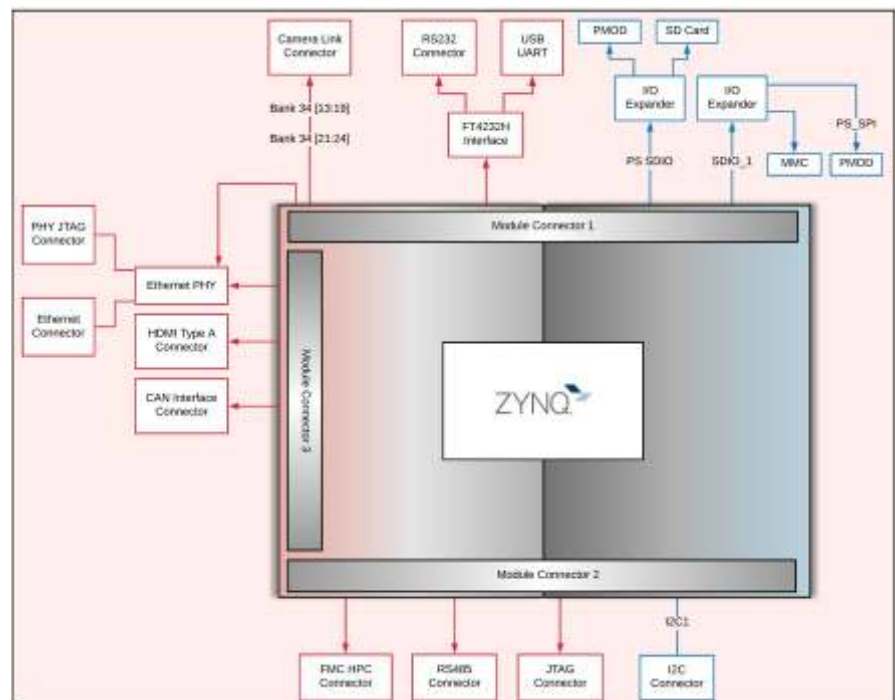 Camera Link
Connector
RS232
Connector
USB
UART
PMOD
SD Card
I/O
Expander
I/O
Expander
Bank 34 [13:19]
Bank 34 [21:24]
FT4232H
Interface
PS SDIO
SDIO_1
PS_SPI
MMC
PMOD
Module Connector 1
PHY JTAG
Connector
Ethernet PHY
Ethernet
Connector
HDMI Type A
Connector
CAN Interface
Connector
Module Connector 3
ZYNQ
Module Connector 2
I2C1
FMC HPC
Connector
RS485
Connector
JTAG
Connector
I2C
Connector